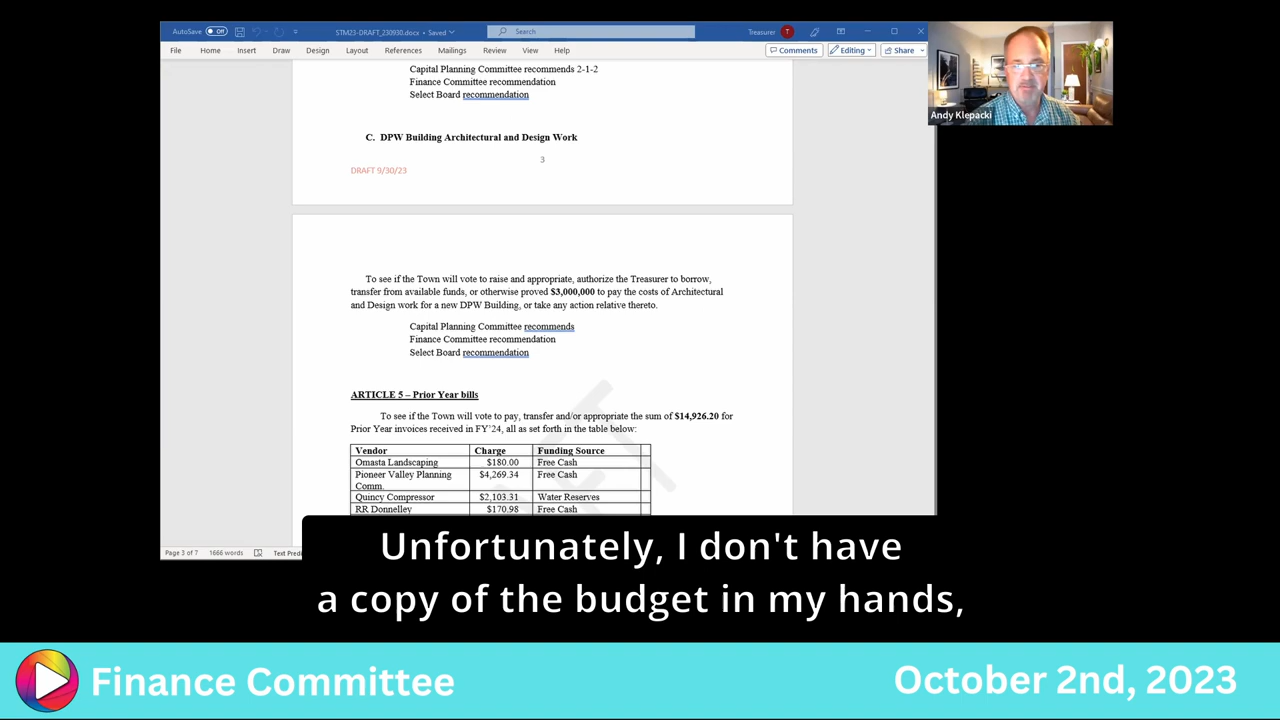 AutoSave Off
STM23-DRAFT_230930.docx • Saved
Search
Treasurer T
File Home Insert Draw Design Layout References Mailings Review View Help
Comments Editing Share
Andy Klepacki
Capital Planning Committee recommends 2-1-2
Finance Committee recommendation
Select Board recommendation
C. DPW Building Architectural and Design Work
3
DRAFT 9/30/23
To see if the Town will vote to raise and appropriate, authorize the Treasurer to borrow,
transfer from available funds, or otherwise proved $3,000,000 to pay the costs of Architectural
and Design work for a new DPW Building, or take any action relative thereto.
Capital Planning Committee recommends
Finance Committee recommendation
Select Board recommendation
ARTICLE 5 – Prior Year bills
To see if the Town will vote to pay, transfer and/or appropriate the sum of $14,926.20 for
Prior Year invoices received in FY'24, all as set forth in the table below:
Vendor Charge Funding Source
Omasta Landscaping $180.00 Free Cash
Pioneer Valley Planning $4,269.34 Free Cash
Comm.
Quincy Compressor $2,103.31 Water Reserves
RR Donnelley $170.98 Free Cash
Page 3 of 7 1666 words Text Predi
Unfortunately, I don't have
a copy of the budget in my hands,
Finance Committee
October 2nd, 2023